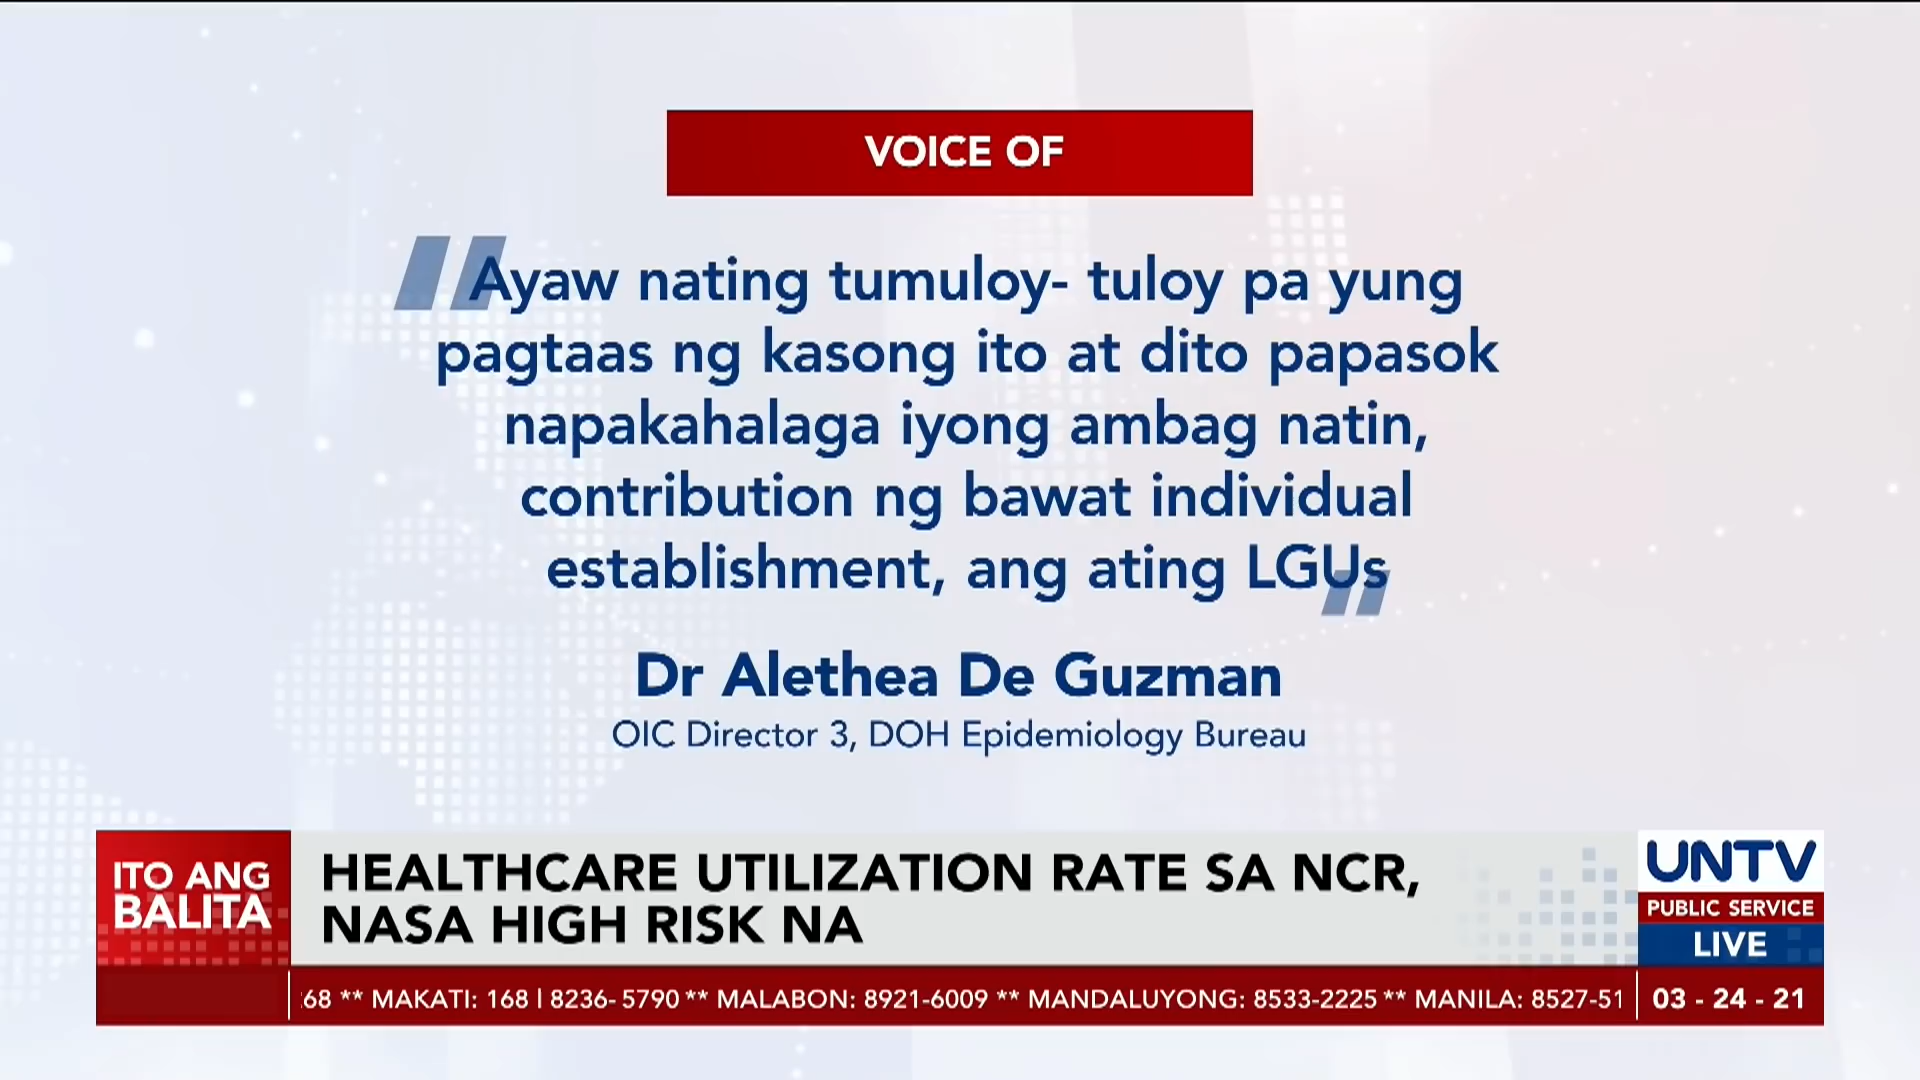 VOICE OF
"Ayaw nating tumuloy- tuloy pa yung
pagtaas ng kasong ito at dito papasok
napakahalaga iyong ambag natin,
contribution ng bawat individual
establishment, ang ating LGUs"
Dr Alethea De Guzman
OIC Director 3, DOH Epidemiology Bureau
ITO ANG
BALITA
HEALTHCARE UTILIZATION RATE SA NCR,
NASA HIGH RISK NA
UNTV
PUBLIC SERVICE
LIVE
:68 ** MAKATI: 168 | 8236- 5790 ** MALABON: 8921-6009 ** MANDALUYONG: 8533-2225 ** MANILA: 8527-51
03 - 24 - 21